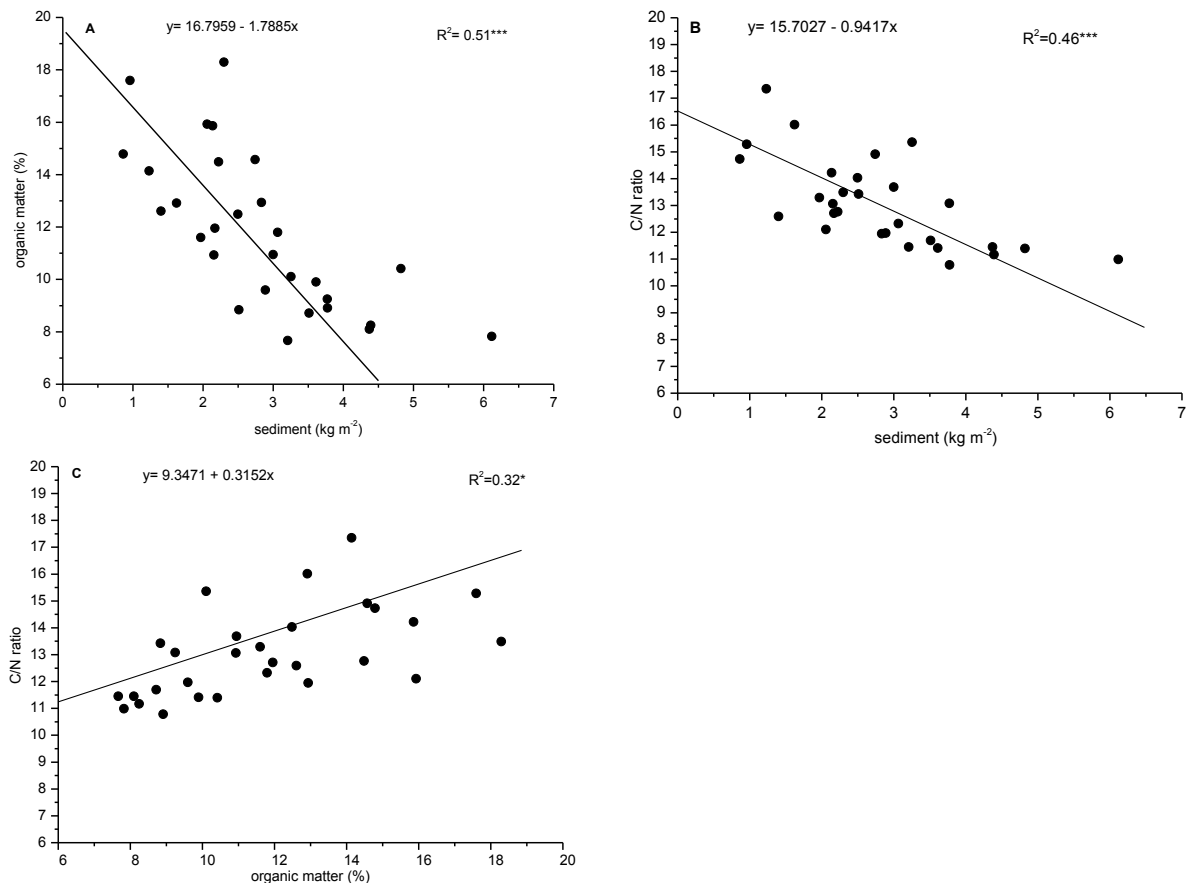 A
y= 16.7959 - 1.7885x
R²= 0.51***
20
18
16
14
12
10
8
6
organic matter (%)
0 1 2 3 4 5 6 7
sediment (kg m⁻²)
B
y= 15.7027 - 0.9417x
R²=0.46***
20
19
18
17
16
15
14
13
12
11
10
9
8
7
6
C/N ratio
0 1 2 3 4 5 6 7
sediment (kg m⁻²)
C
y= 9.3471 + 0.3152x
R²=0.32*
20
19
18
17
16
15
14
13
12
11
10
9
8
7
6
C/N ratio
6 8 10 12 14 16 18 20
organic matter (%)